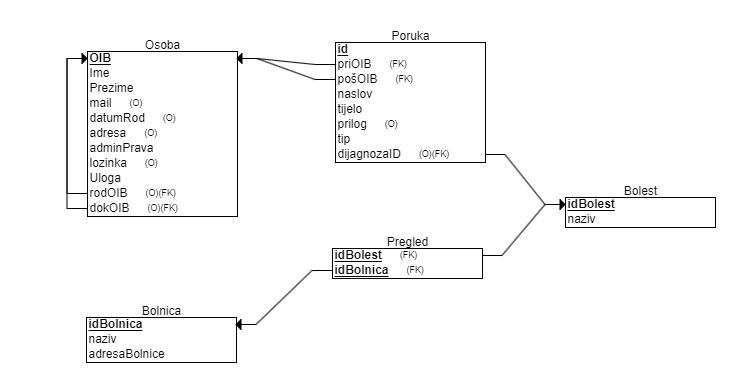 Osoba
OIB
Ime
Prezime
mail (O)
datumRod (O)
adresa (O)
adminPrava
lozinka (O)
Uloga
rodOIB (O)(FK)
dokOIB (O)(FK)
Poruka
id
priOIB (FK)
pošOIB (FK)
naslov
tijelo
prilog (O)
tip
dijagnozaID (O)(FK)
Bolest
idBolest
naziv
Pregled
idBolest (FK)
idBolnica (FK)
Bolnica
idBolnica
naziv
adresaBolnice